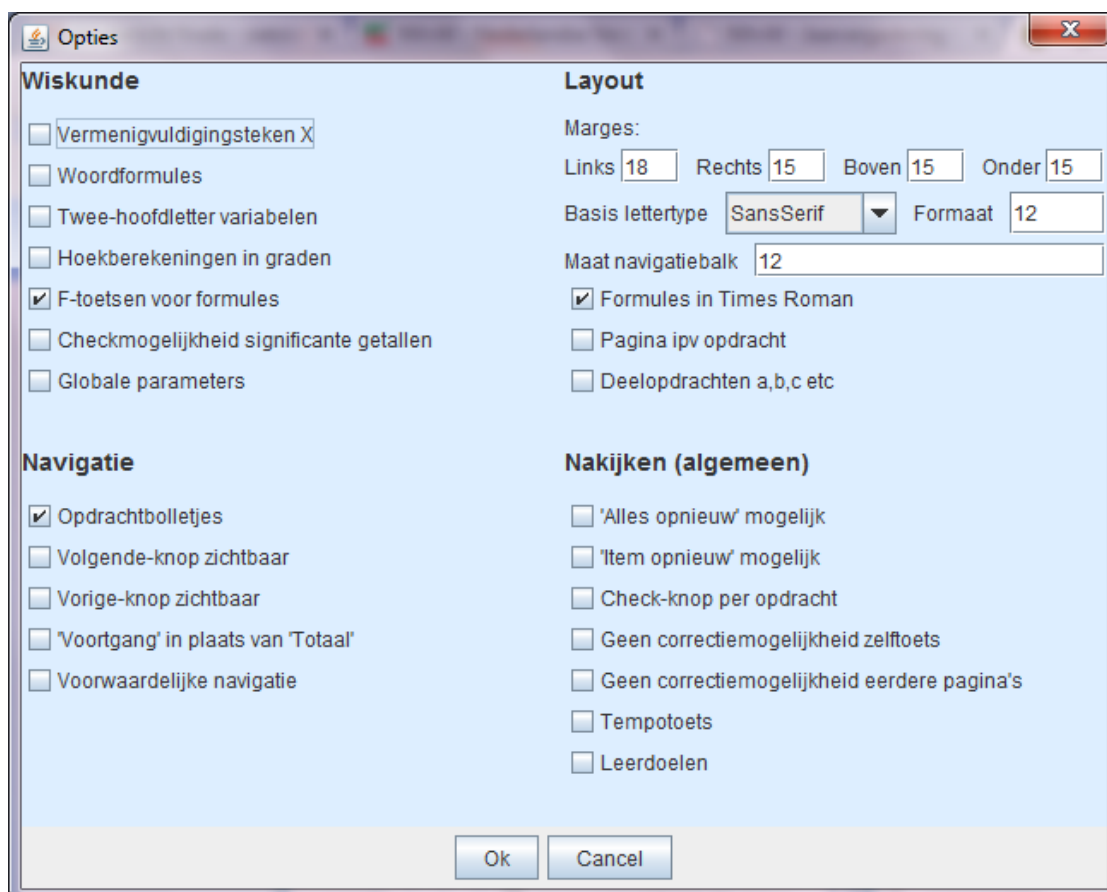 Opties
Wiskunde
Vermenigvuldigingsteken X
Woordformules
Twee-hoofdletter variabelen
Hoekberekeningen in graden
F-toetsen voor formules
Checkmogelijkheid significante getallen
Globale parameters
Layout
Marges:
Links 18 Rechts 15 Boven 15 Onder 15
Basis lettertype SansSerif Formaat 12
Maat navigatiebalk 12
Formules in Times Roman
Pagina ipv opdracht
Deelopdrachten a,b,c etc
Navigatie
Opdrachtbolletjes
Volgende-knop zichtbaar
Vorige-knop zichtbaar
'Voortgang' in plaats van 'Totaal'
Voorwaardelijke navigatie
Nakijken (algemeen)
'Alles opnieuw' mogelijk
'Item opnieuw' mogelijk
Check-knop per opdracht
Geen correctiemogelijkheid zelftoets
Geen correctiemogelijkheid eerdere pagina's
Tempotoets
Leerdoelen
Ok Cancel